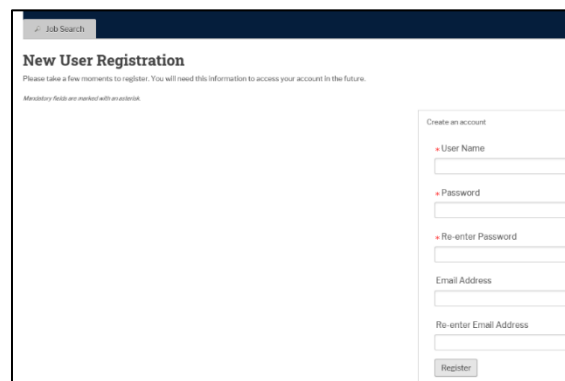 Job Search
New User Registration
Please take a few moments to register. You will need this information to access your account in the future.
Mandatory fields are marked with an asterisk.
Create an account
* User Name
* Password
* Re-enter Password
Email Address
Re-enter Email Address
Register